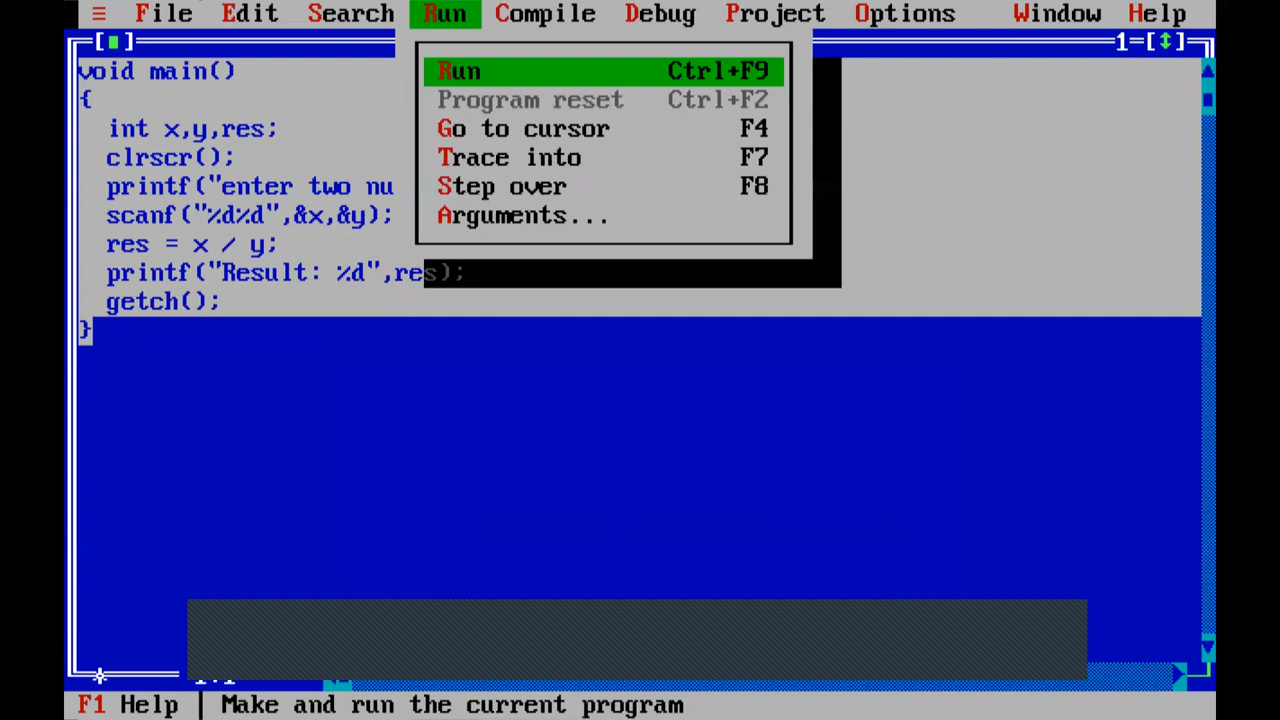 ≡ File Edit Search Run Compile Debug Project Options Window Help
[■] 1=[↕]
void main()
{
int x,y,res;
clrscr();
printf("enter two nu
scanf("%d%d",&x,&y);
res = x / y;
printf("Result: %d",res);
getch();
}
Run Ctrl+F9
Program reset Ctrl+F2
Go to cursor F4
Trace into F7
Step over F8
Arguments...
F1 Help │ Make and run the current program